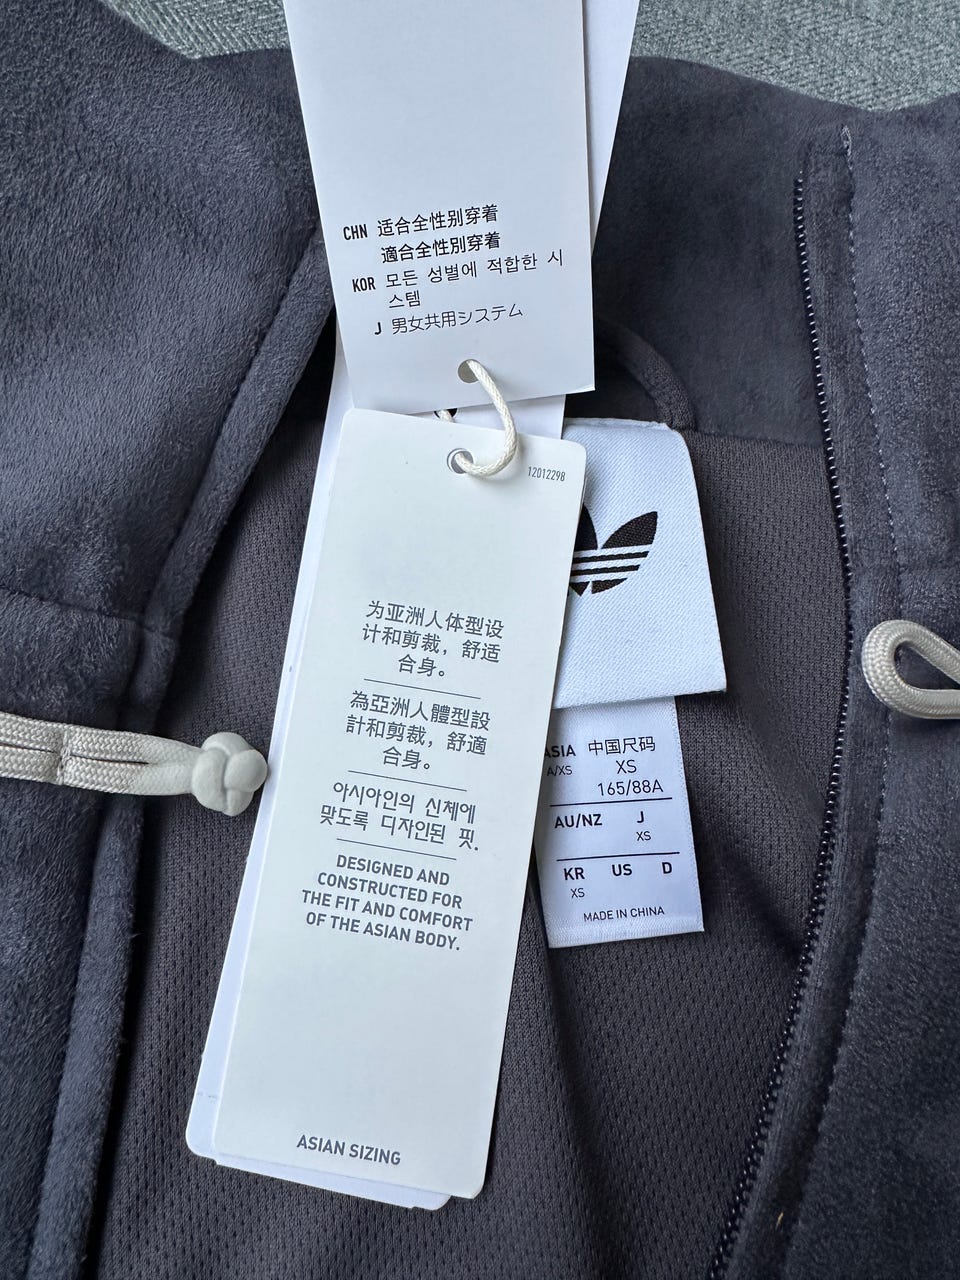 CHN 适合全性别穿着
適合全性別穿着
KOR 모든 성별에 적합한 시
스템
J 男女共用システム
12012298
为亚洲人体型设
计和剪裁，舒适
合身。
為亞洲人體型設
計和剪裁，舒適
合身。
아시아인의 신체에
맞도록 디자인된 핏.
DESIGNED AND
CONSTRUCTED FOR
THE FIT AND COMFORT
OF THE ASIAN BODY.
ASIAN SIZING
ASIA 中国尺码
A/XS XS
165/88A
AU/NZ J
XS
KR US D
XS
MADE IN CHINA